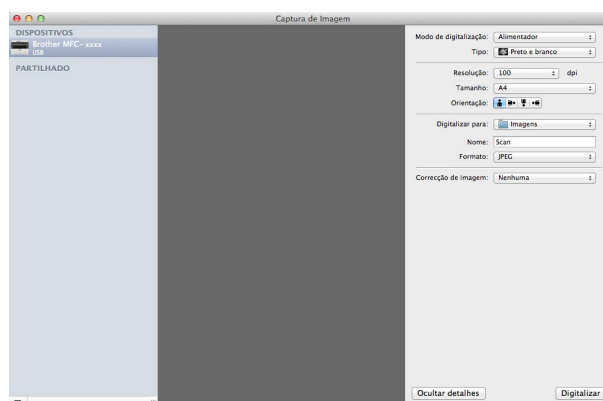 Captura de Imagem
DISPOSITIVOS
Brother MFC-xxxx
USB
PARTILHADO
Modo de digitalização: Alimentador
Tipo: Preto e branco
Resolução: 100 dpi
Tamanho: A4
Orientação:
Digitalizar para: Imagens
Nome: Scan
Formato: JPEG
Correcção de imagem: Nenhuma
Ocultar detalhes Digitalizar